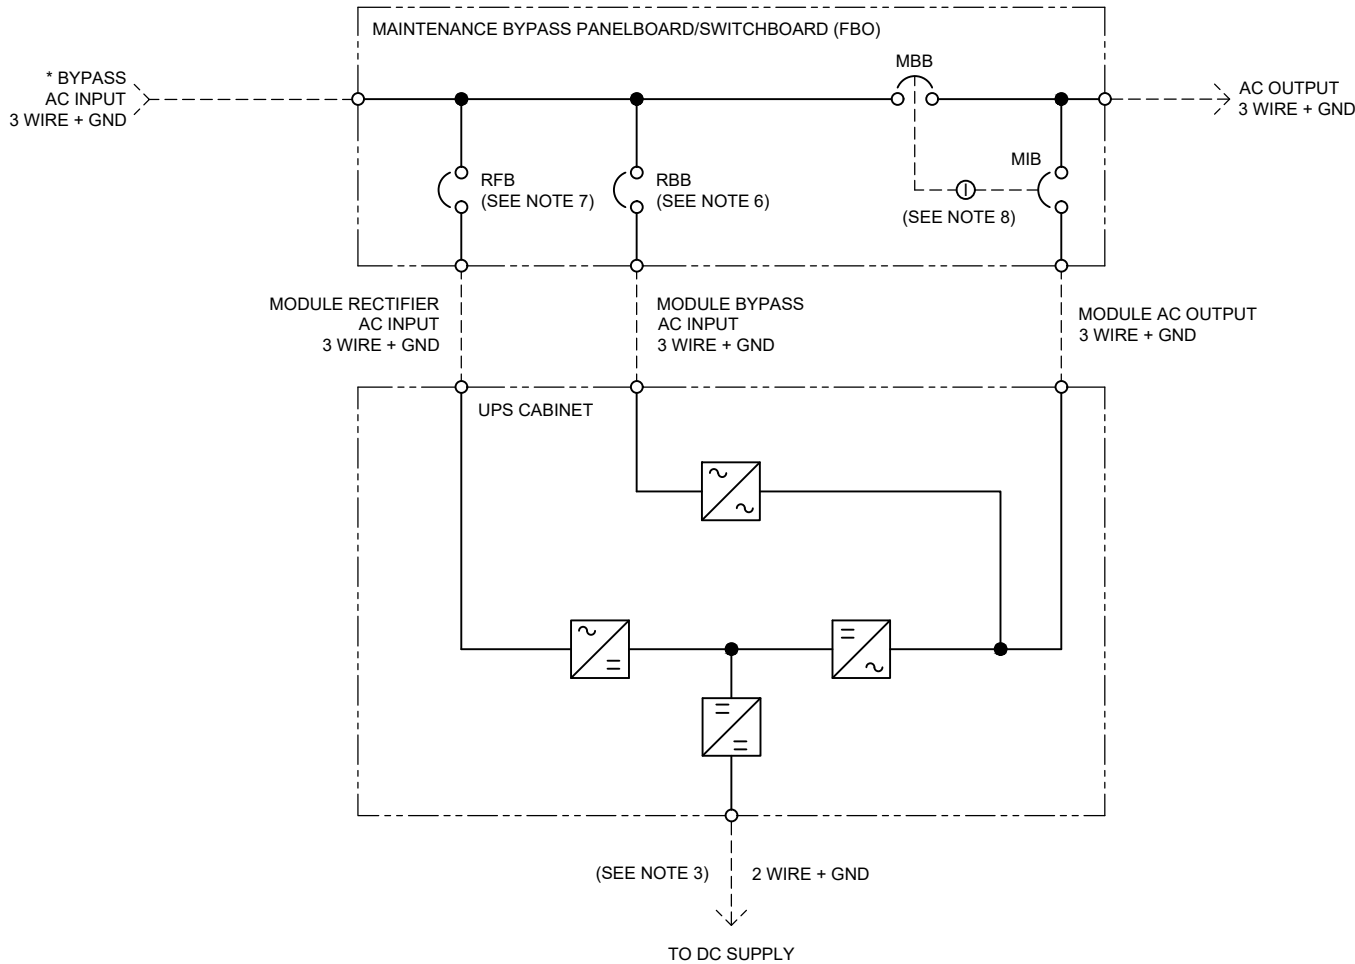 MAINTENANCE BYPASS PANELBOARD/SWITCHBOARD (FBO)
* BYPASS
AC INPUT
3 WIRE + GND
MBB
AC OUTPUT
3 WIRE + GND
RFB
(SEE NOTE 7)
RBB
(SEE NOTE 6)
MIB
(SEE NOTE 8)
MODULE RECTIFIER
AC INPUT
3 WIRE + GND
MODULE BYPASS
AC INPUT
3 WIRE + GND
MODULE AC OUTPUT
3 WIRE + GND
UPS CABINET
(SEE NOTE 3)
2 WIRE + GND
TO DC SUPPLY